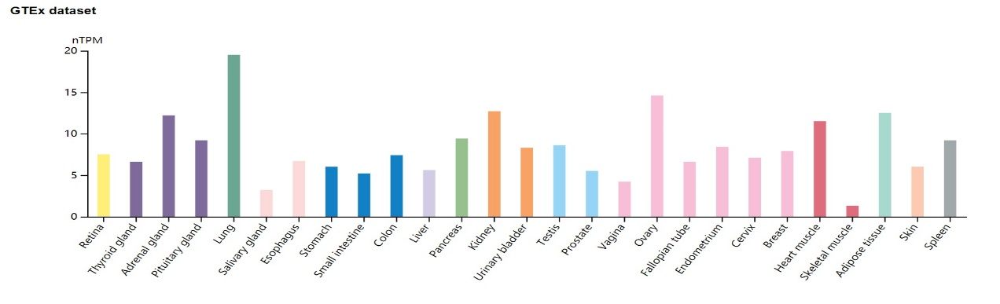 GTEx dataset
nTPM
20
15
10
5
0
Retina
Thyroid gland
Adrenal gland
Pituitary gland
Lung
Salivary gland
Esophagus
Stomach
Small intestine
Colon
Liver
Pancreas
Kidney
Urinary bladder
Testis
Prostate
Vagina
Ovary
Fallopian tube
Endometrium
Cervix
Breast
Heart muscle
Skeletal muscle
Adipose tissue
Skin
Spleen